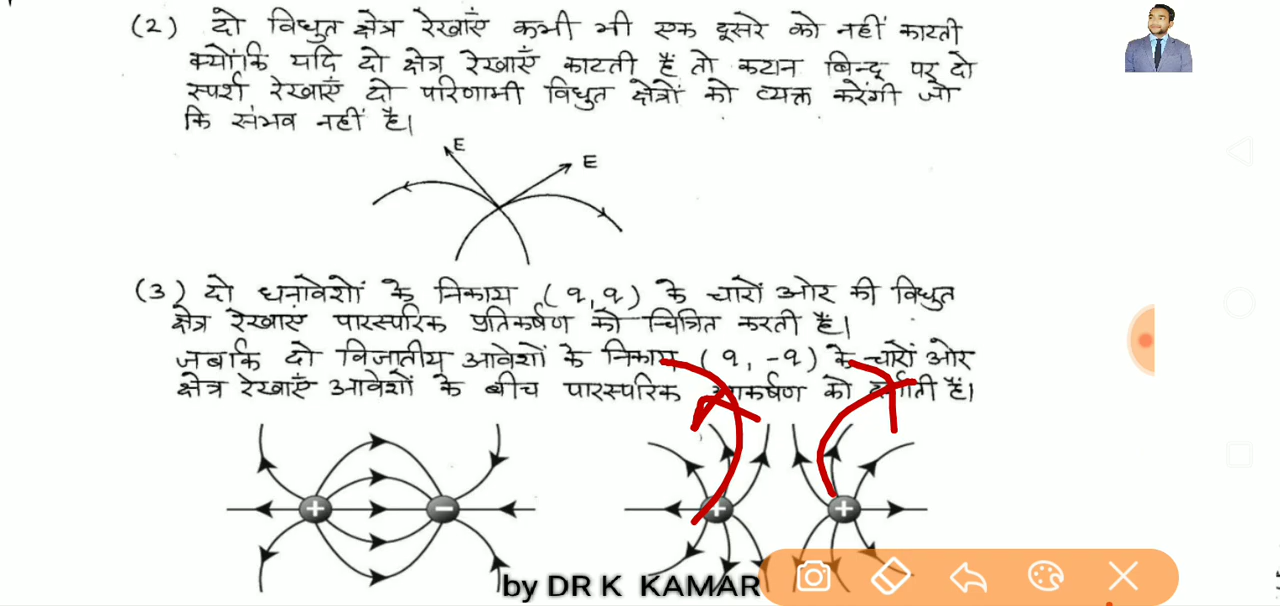 (2) दो विधुत क्षेत्र रेखाएँ कभी भी एक दूसरे को नहीं काटती
क्योंकि यदि दो क्षेत्र रेखाएँ काटती हैं तो कटान बिन्दू पर दो
स्पर्श रेखाएँ दो परिणामी विधुत क्षेत्रों को व्यक्त करेंगी जो
कि संभव नहीं है।
E
E
(3) दो धनावेशों के निकाय (q,q) के चारों ओर की विधुत
क्षेत्र रेखाएं पारस्परिक प्रतिकर्षण को चित्रित करती हैं।
जबकि दो विजातीय आवेशों के निकाय (q, -q) के चारों ओर
क्षेत्र रेखाएँ आवेशों के बीच पारस्परिक आकर्षण को दर्शाती हैं।
+ − + +
by DR K KAMAR